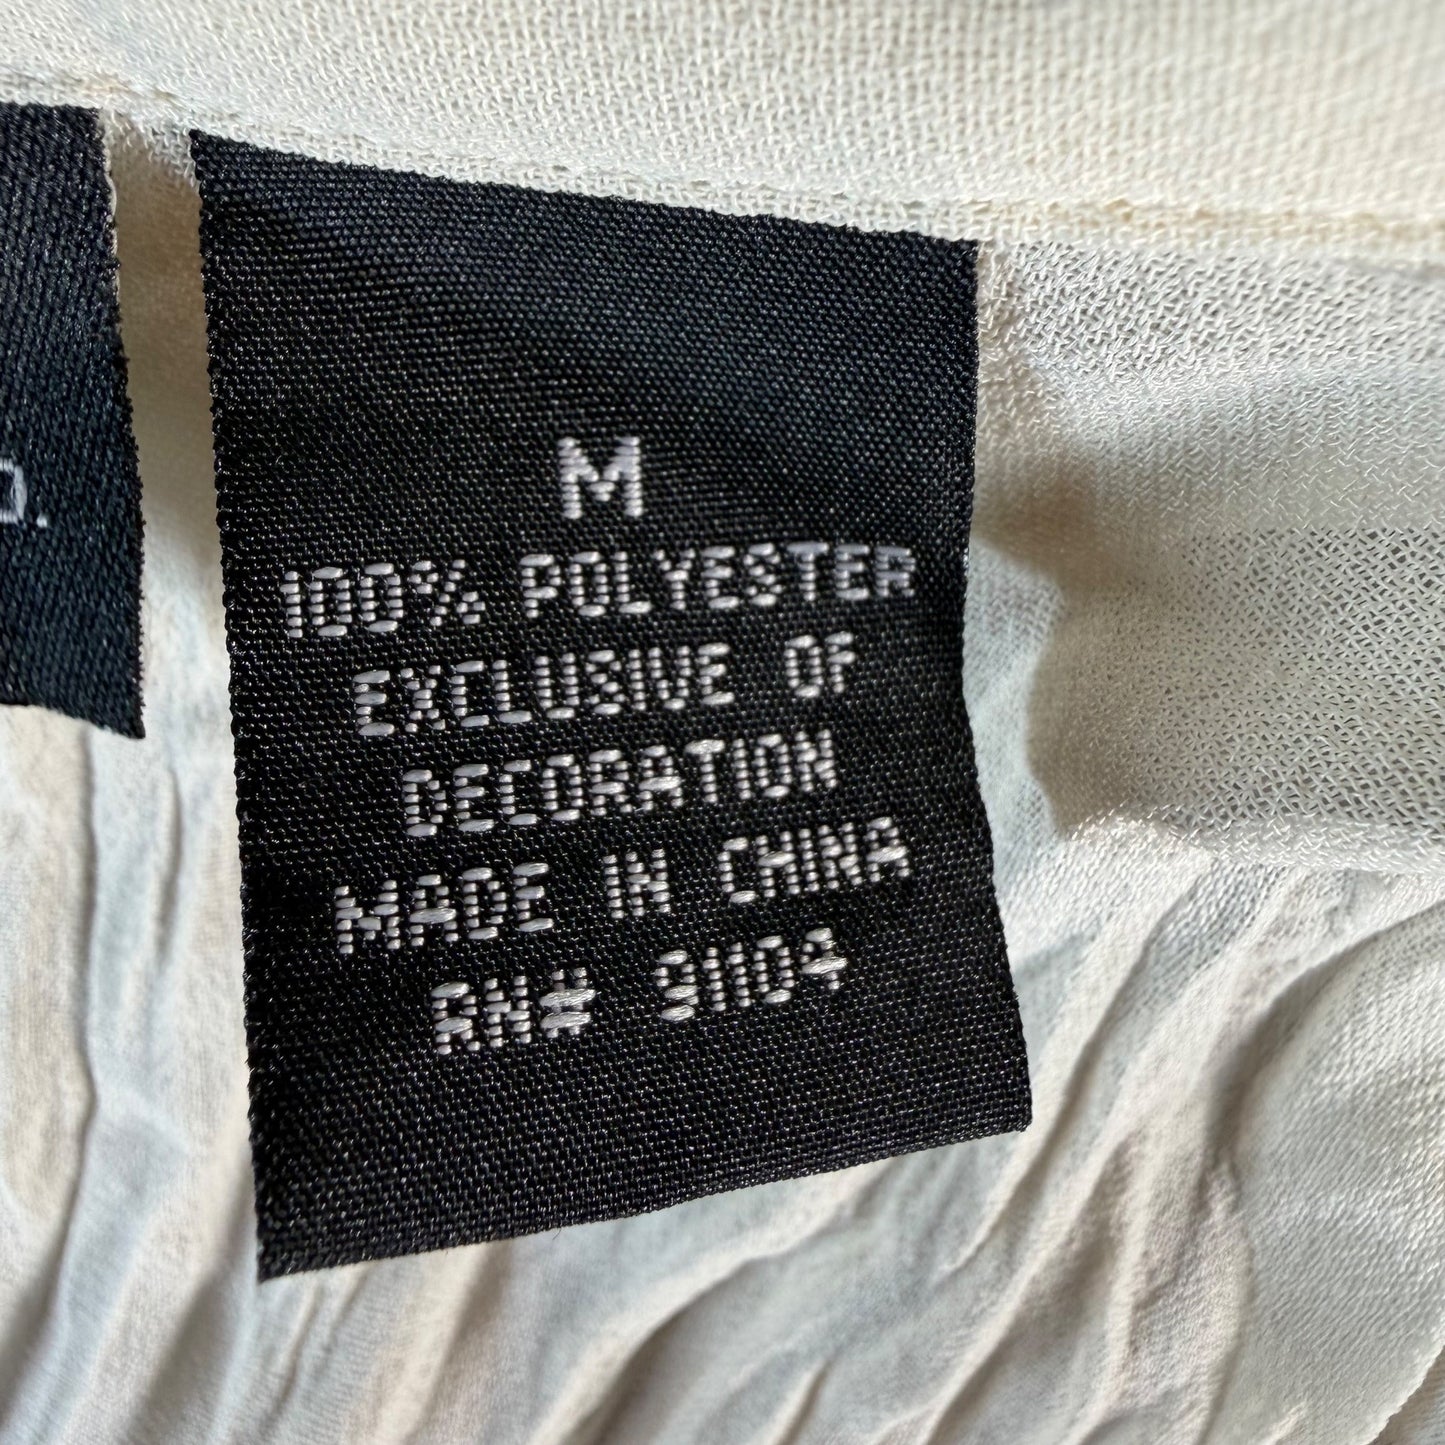 M
100% POLYESTER
EXCLUSIVE OF
DECORATION
MADE IN CHINA
RN# 91104